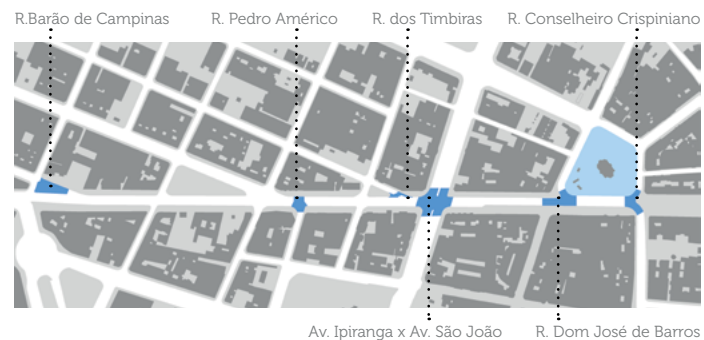 R.Barão de Campinas
R. Pedro Américo
R. dos Timbiras
R. Conselheiro Crispiniano
Av. Ipiranga x Av. São João
R. Dom José de Barros